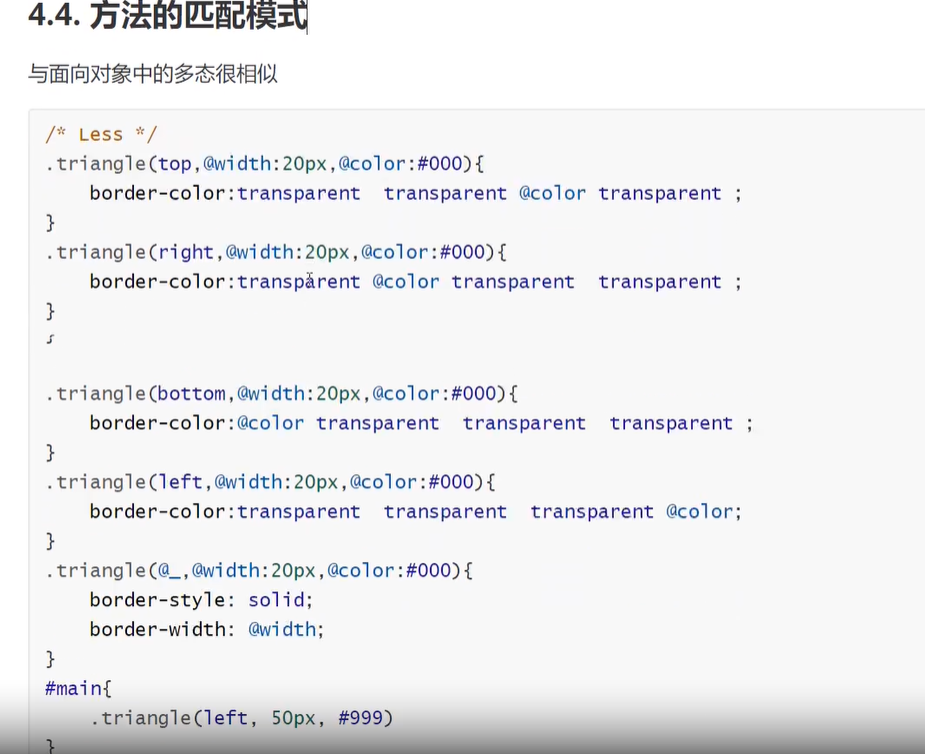 4.4. 方法的匹配模式
与面向对象中的多态很相似
/* Less */
.triangle(top,@width:20px,@color:#000){
    border-color:transparent  transparent @color transparent ;
}
.triangle(right,@width:20px,@color:#000){
    border-color:transparent @color transparent  transparent ;
}

.triangle(bottom,@width:20px,@color:#000){
    border-color:@color transparent  transparent  transparent ;
}
.triangle(left,@width:20px,@color:#000){
    border-color:transparent  transparent  transparent @color;
}
.triangle(@_,@width:20px,@color:#000){
    border-style: solid;
    border-width: @width;
}
#main{
    .triangle(left, 50px, #999)
}